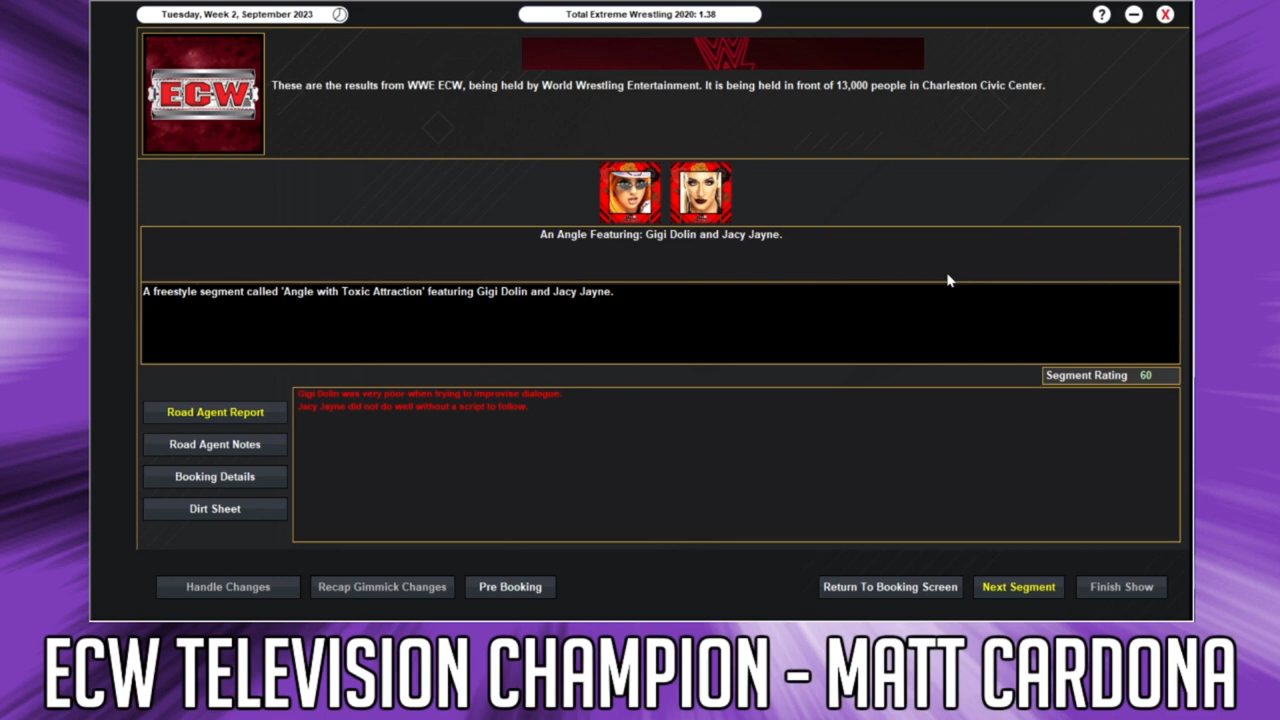 Tuesday, Week 2, September 2023
Total Extreme Wrestling 2020: 1.38
?
X
ECW
These are the results from WWE ECW, being held by World Wrestling Entertainment. It is being held in front of 13,000 people in Charleston Civic Center.
An Angle Featuring: Gigi Dolin and Jacy Jayne.
A freestyle segment called 'Angle with Toxic Attraction' featuring Gigi Dolin and Jacy Jayne.
Segment Rating 60
Gigi Dolin was very poor when trying to improvise dialogue.
Jacy Jayne did not do well without a script to follow.
Road Agent Report
Road Agent Notes
Booking Details
Dirt Sheet
Handle Changes Recap Gimmick Changes Pre Booking Return To Booking Screen Next Segment Finish Show
ECW TELEVISION CHAMPION - MATT CARDONA